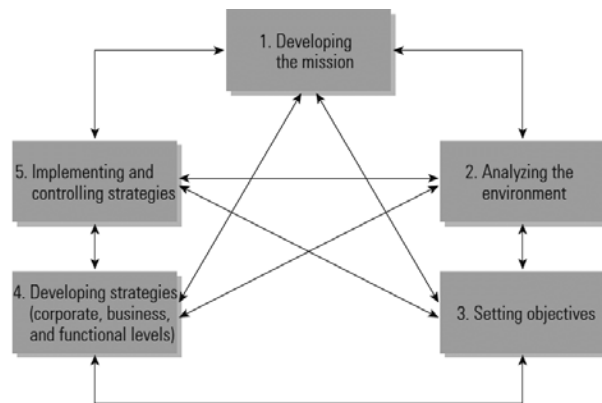 1. Developing
the mission
5. Implementing and
controlling strategies
2. Analyzing the
environment
4. Developing strategies
(corporate, business,
and functional levels)
3. Setting objectives